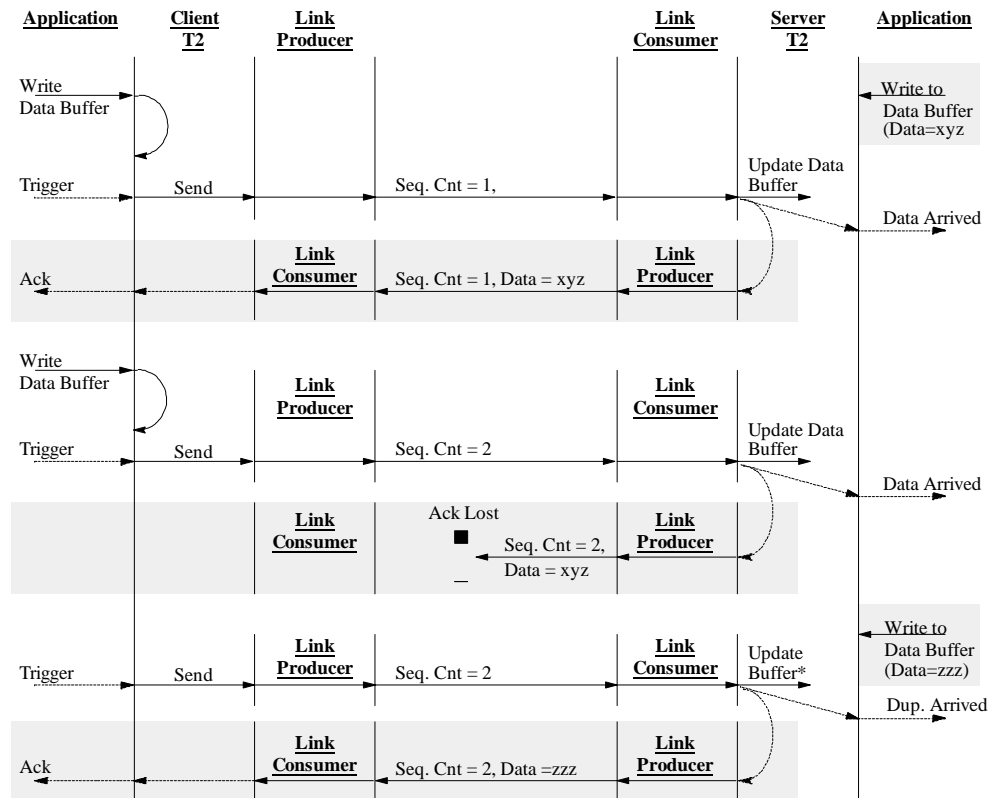 Application
Client
T2
Link
Producer
Link
Consumer
Server
T2
Application
Write
Data Buffer
Write to
Data Buffer
(Data=xyz
Trigger
Send
Seq. Cnt = 1,
Update Data
Buffer
Data Arrived
Ack
Link
Consumer
Seq. Cnt = 1, Data = xyz
Link
Producer
Write
Data Buffer
Link
Producer
Link
Consumer
Trigger
Send
Seq. Cnt = 2
Update Data
Buffer
Data Arrived
Link
Consumer
Ack Lost
Seq. Cnt = 2,
Data = xyz
Link
Producer
Write to
Data Buffer
(Data=zzz)
Trigger
Send
Link
Producer
Seq. Cnt = 2
Link
Consumer
Update
Buffer*
Dup. Arrived
Ack
Link
Consumer
Seq. Cnt = 2, Data =zzz
Link
Producer